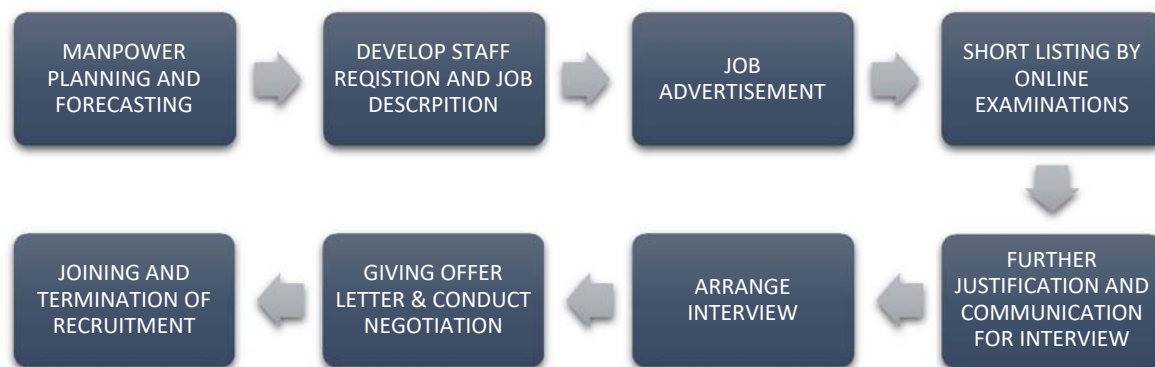 MANPOWER
PLANNING AND
FORECASTING
DEVELOP STAFF
REQISTION AND JOB
DESCRPITION
JOB
ADVERTISEMENT
SHORT LISTING BY
ONLINE
EXAMINATIONS
FURTHER
JUSTIFICATION AND
COMMUNICATION
FOR INTERVIEW
ARRANGE
INTERVIEW
GIVING OFFER
LETTER & CONDUCT
NEGOTIATION
JOINING AND
TERMINATION OF
RECRUITMENT